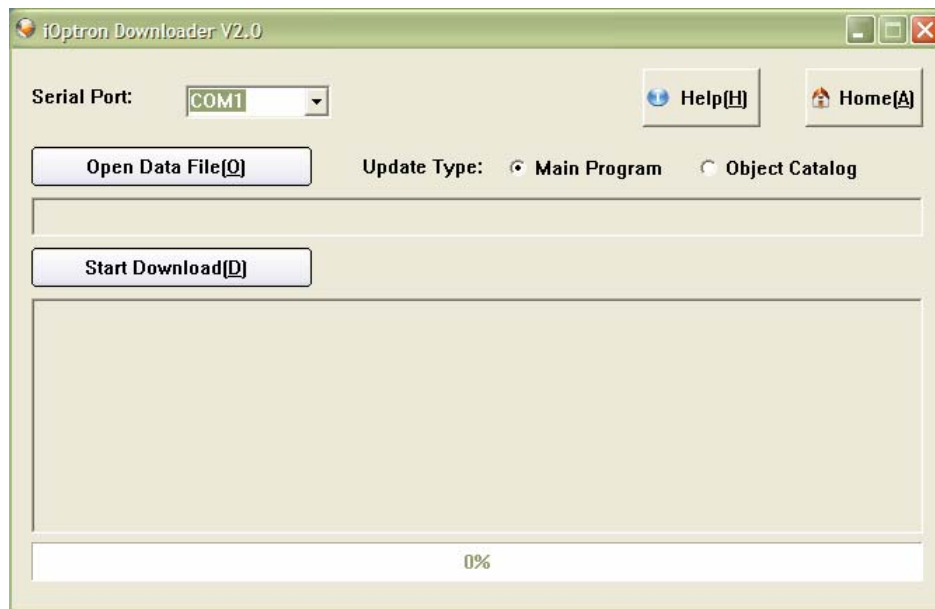 iOptron Downloader V2.0
Serial Port: COM1 Help(H) Home(A)
Open Data File(O) Update Type: Main Program Object Catalog
Start Download(D)
0%